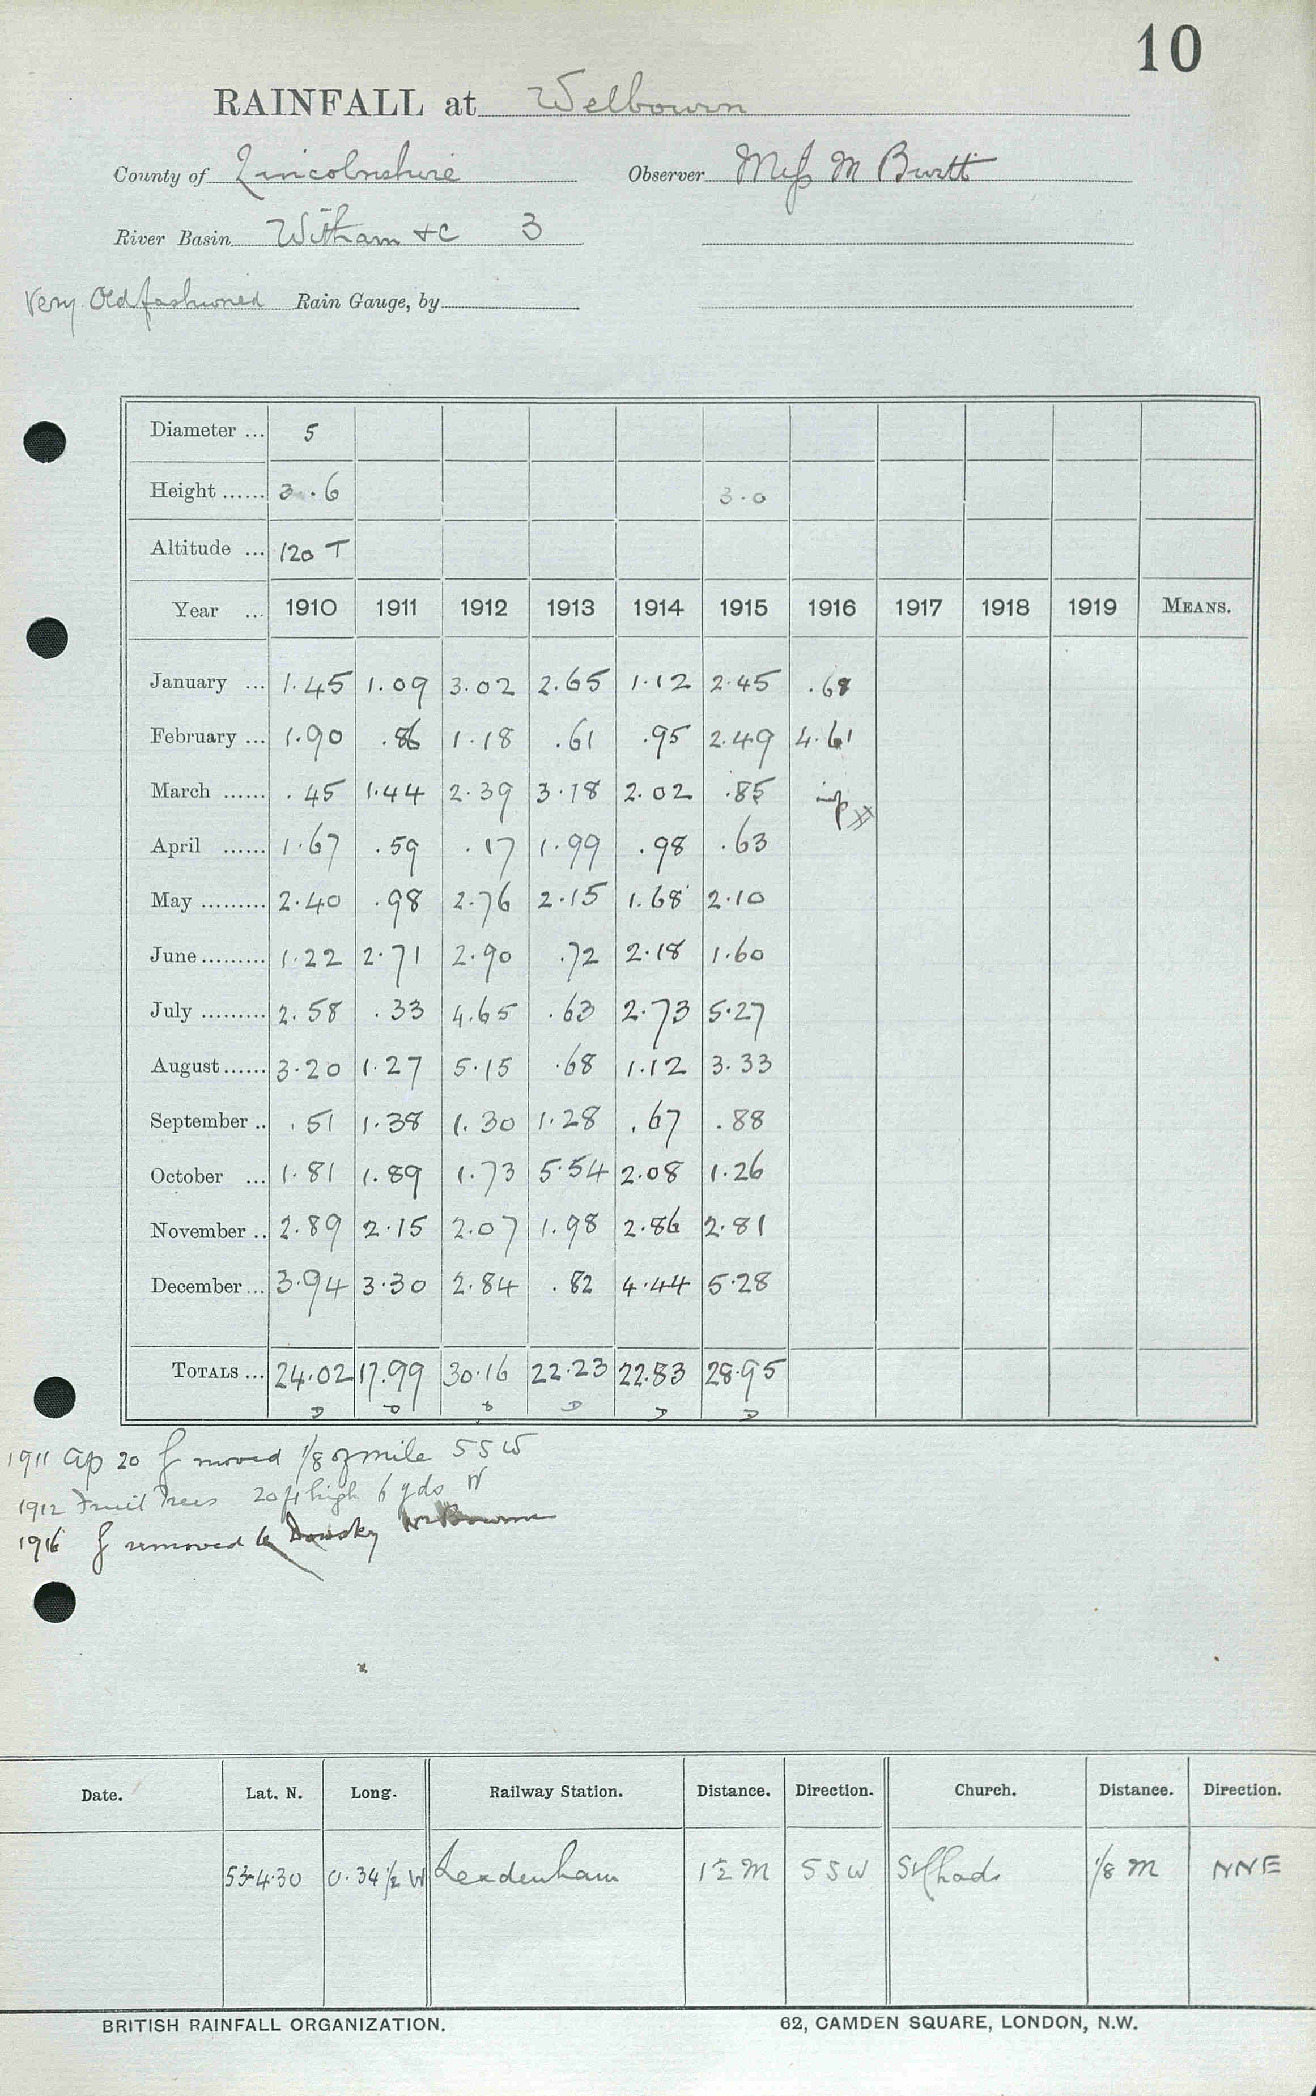 10
RAINFALL at Welbourn
County of Lincolnshire Observer Miss M Burtt
River Basin Witham &c 3
Very Old fashioned Rain Gauge, by
Diameter ... 5
Height ...... 3.6 3.0
Altitude ... 120 T
Year ... 1910 1911 1912 1913 1914 1915 1916 1917 1918 1919 MEANS.
January ... 1.45 1.09 3.02 2.65 1.12 2.45 .68
February ... 1.90 .86 1.18 .61 .95 2.49 4.61
March ...... .45 1.44 2.39 3.18 2.02 .85
April ...... 1.67 .59 .17 1.99 .98 .63
May ......... 2.40 .98 2.76 2.15 1.68 2.10
June ......... 1.22 2.71 2.90 .72 2.18 1.60
July ......... 2.58 .33 4.65 .63 2.73 5.27
August ...... 3.20 1.27 5.15 .68 1.12 3.33
September .. .51 1.38 1.30 1.28 .67 .88
October ... 1.81 1.89 1.73 5.54 2.08 1.26
November .. 2.89 2.15 2.07 1.98 2.86 2.81
December ... 3.94 3.30 2.84 .82 4.44 5.28
TOTALS ... 24.02 17.99 30.16 22.23 22.83 28.95
D D D D D
1911 Ap 20 G moved 1/8 of mile SSW
1912 Fruit Trees 20 ft high 6 yds W
1916 G removed to
Date. Lat. N. Long. Railway Station. Distance. Direction. Church. Distance. Direction.
53.4.30 0.34 1/2 W Leadenham 1½ M SSW St Chads 1/8 M NNE
BRITISH RAINFALL ORGANIZATION. 62, CAMDEN SQUARE, LONDON, N.W.